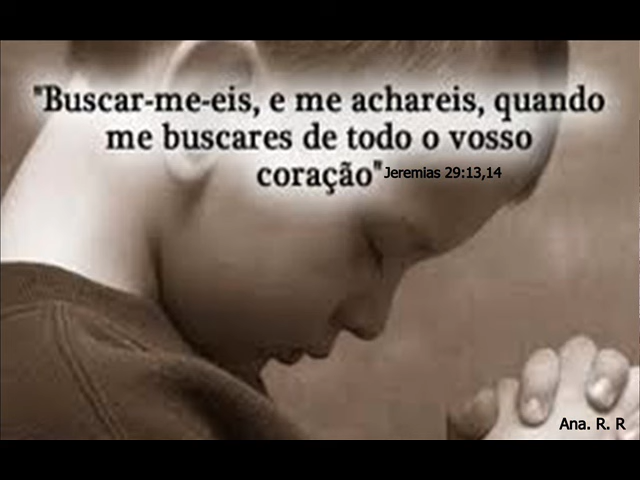 "Buscar-me-eis, e me achareis, quando
me buscares de todo o vosso
coração" Jeremias 29:13,14
Ana. R. R